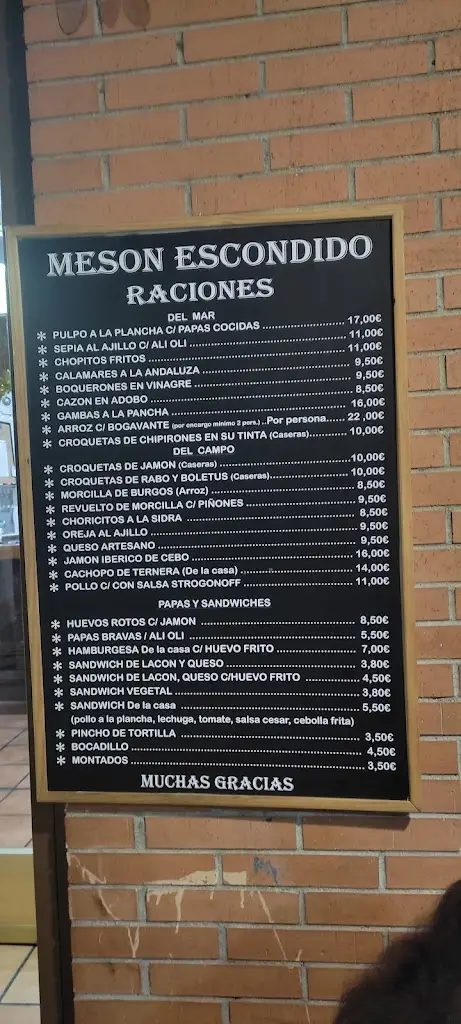 MESON ESCONDIDO
RACIONES
DEL MAR
* PULPO A LA PLANCHA C/ PAPAS COCIDAS ........................ 17,00€
* SEPIA AL AJILLO C/ ALI OLI ........................ 11,00€
* CHOPITOS FRITOS ........................ 11,00€
* CALAMARES A LA ANDALUZA ........................ 9,50€
* BOQUERONES EN VINAGRE ........................ 9,50€
* CAZON EN ADOBO ........................ 8,50€
* GAMBAS A LA PANCHA ........................ 16,00€
* ARROZ C/ BOGAVANTE (por encargo minimo 2 pers.) ..Por persona..... 22 ,00€
* CROQUETAS DE CHIPIRONES EN SU TINTA (Caseras)........... 10,00€
DEL CAMPO
* CROQUETAS DE JAMON (Caseras) ........................ 10,00€
* CROQUETAS DE RABO Y BOLETUS (Caseras)........................ 10,00€
* MORCILLA DE BURGOS (Arroz) ........................ 8,50€
* REVUELTO DE MORCILLA C/ PIÑONES ........................ 9,50€
* CHORICITOS A LA SIDRA ........................ 8,50€
* OREJA AL AJILLO ........................ 9,50€
* QUESO ARTESANO ........................ 9,50€
* JAMON IBERICO DE CEBO ........................ 16,00€
* CACHOPO DE TERNERA (De la casa) ........................ 14,00€
* POLLO C/ CON SALSA STROGONOFF ........................ 11,00€
PAPAS Y SANDWICHES
* HUEVOS ROTOS C/ JAMON ........................ 8,50€
* PAPAS BRAVAS / ALI OLI ........................ 5,50€
* HAMBURGESA De la casa C/ HUEVO FRITO ........................ 7,00€
* SANDWICH DE LACON Y QUESO ........................ 3,80€
* SANDWICH DE LACON, QUESO C/HUEVO FRITO ........................ 4,50€
* SANDWICH VEGETAL ........................ 3,80€
* SANDWICH De la casa ........................ 5,50€
(pollo a la plancha, lechuga, tomate, salsa cesar, cebolla frita)
* PINCHO DE TORTILLA ........................ 3,50€
* BOCADILLO ........................ 4,50€
* MONTADOS ........................ 3,50€
MUCHAS GRACIAS